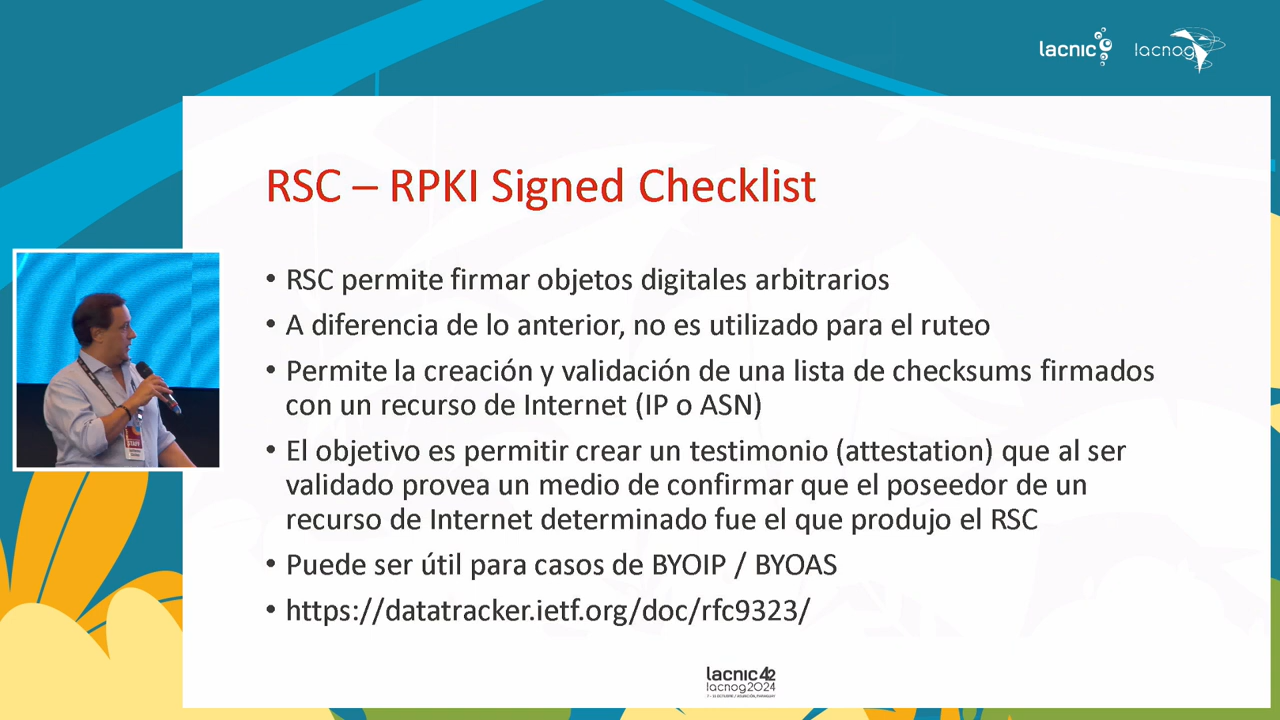 lacnic
lacnog
RSC – RPKI Signed Checklist
• RSC permite firmar objetos digitales arbitrarios
• A diferencia de lo anterior, no es utilizado para el ruteo
• Permite la creación y validación de una lista de checksums firmados
con un recurso de Internet (IP o ASN)
• El objetivo es permitir crear un testimonio (attestation) que al ser
validado provea un medio de confirmar que el poseedor de un
recurso de Internet determinado fue el que produjo el RSC
• Puede ser útil para casos de BYOIP / BYOAS
• https://datatracker.ietf.org/doc/rfc9323/
lacnic42
lacnog2024